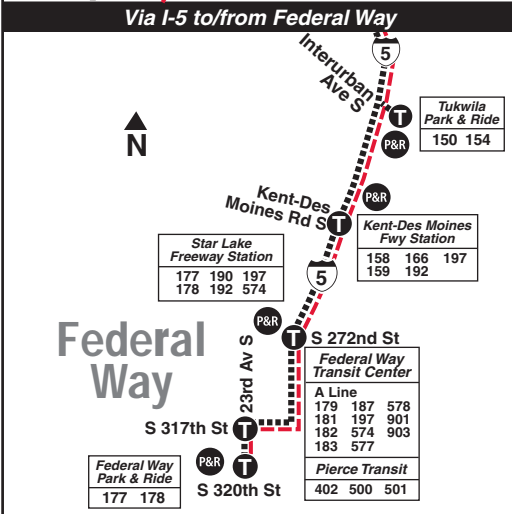 Via I-5 to/from Federal Way
5
Interurban
Ave S
T
Tukwila
Park & Ride
150 154
P&R
N
P&R
Kent-Des
Moines Rd S
T
Kent-Des Moines
Fwy Station
158 166 197
159 192
Star Lake
Freeway Station
177 190 197
178 192 574
5
P&R
T
S 272nd St
Federal
Way
23rd Av S
Federal Way
Transit Center
A Line
179 187 578
181 197 901
182 574 903
183 577
Pierce Transit
402 500 501
S 317th St
T
Federal Way
Park & Ride
177 178
P&R
T
S 320th St